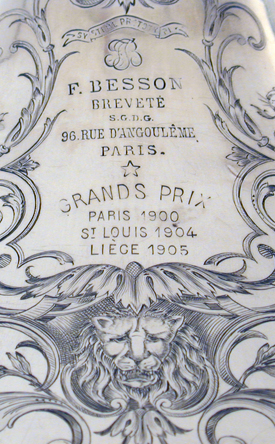 F. BESSON
BREVETÉ
S.G.D.G.
96.RUE D'ANGOULÊME,
PARIS.
GRANDS PRIX
PARIS 1900
ST LOUIS 1904
LIÈGE 1905